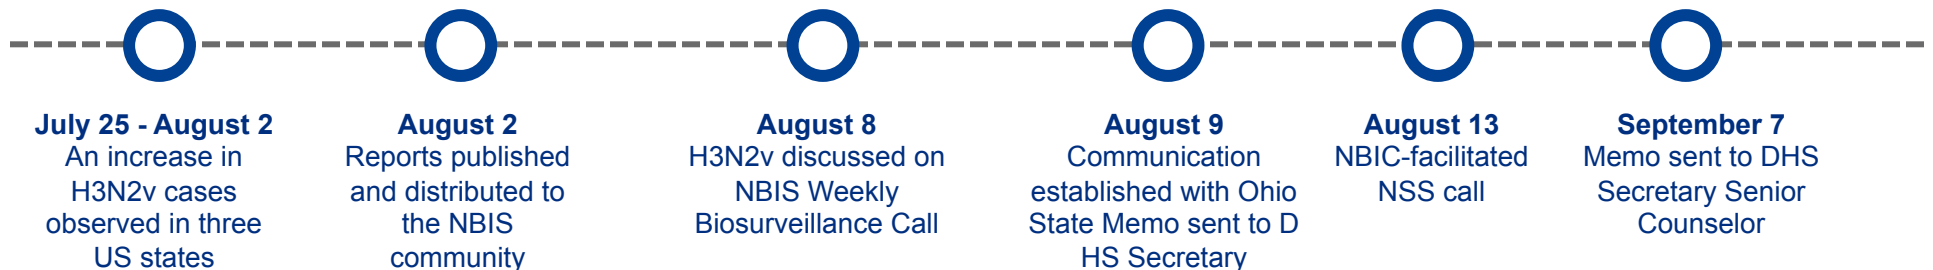 July 25 - August 2
An increase in
H3N2v cases
observed in three
US states
August 2
Reports published
and distributed to
the NBIS
community
August 8
H3N2v discussed on
NBIS Weekly
Biosurveillance Call
August 9
Communication
established with Ohio
State Memo sent to D
HS Secretary
August 13
NBIC-facilitated
NSS call
September 7
Memo sent to DHS
Secretary Senior
Counselor